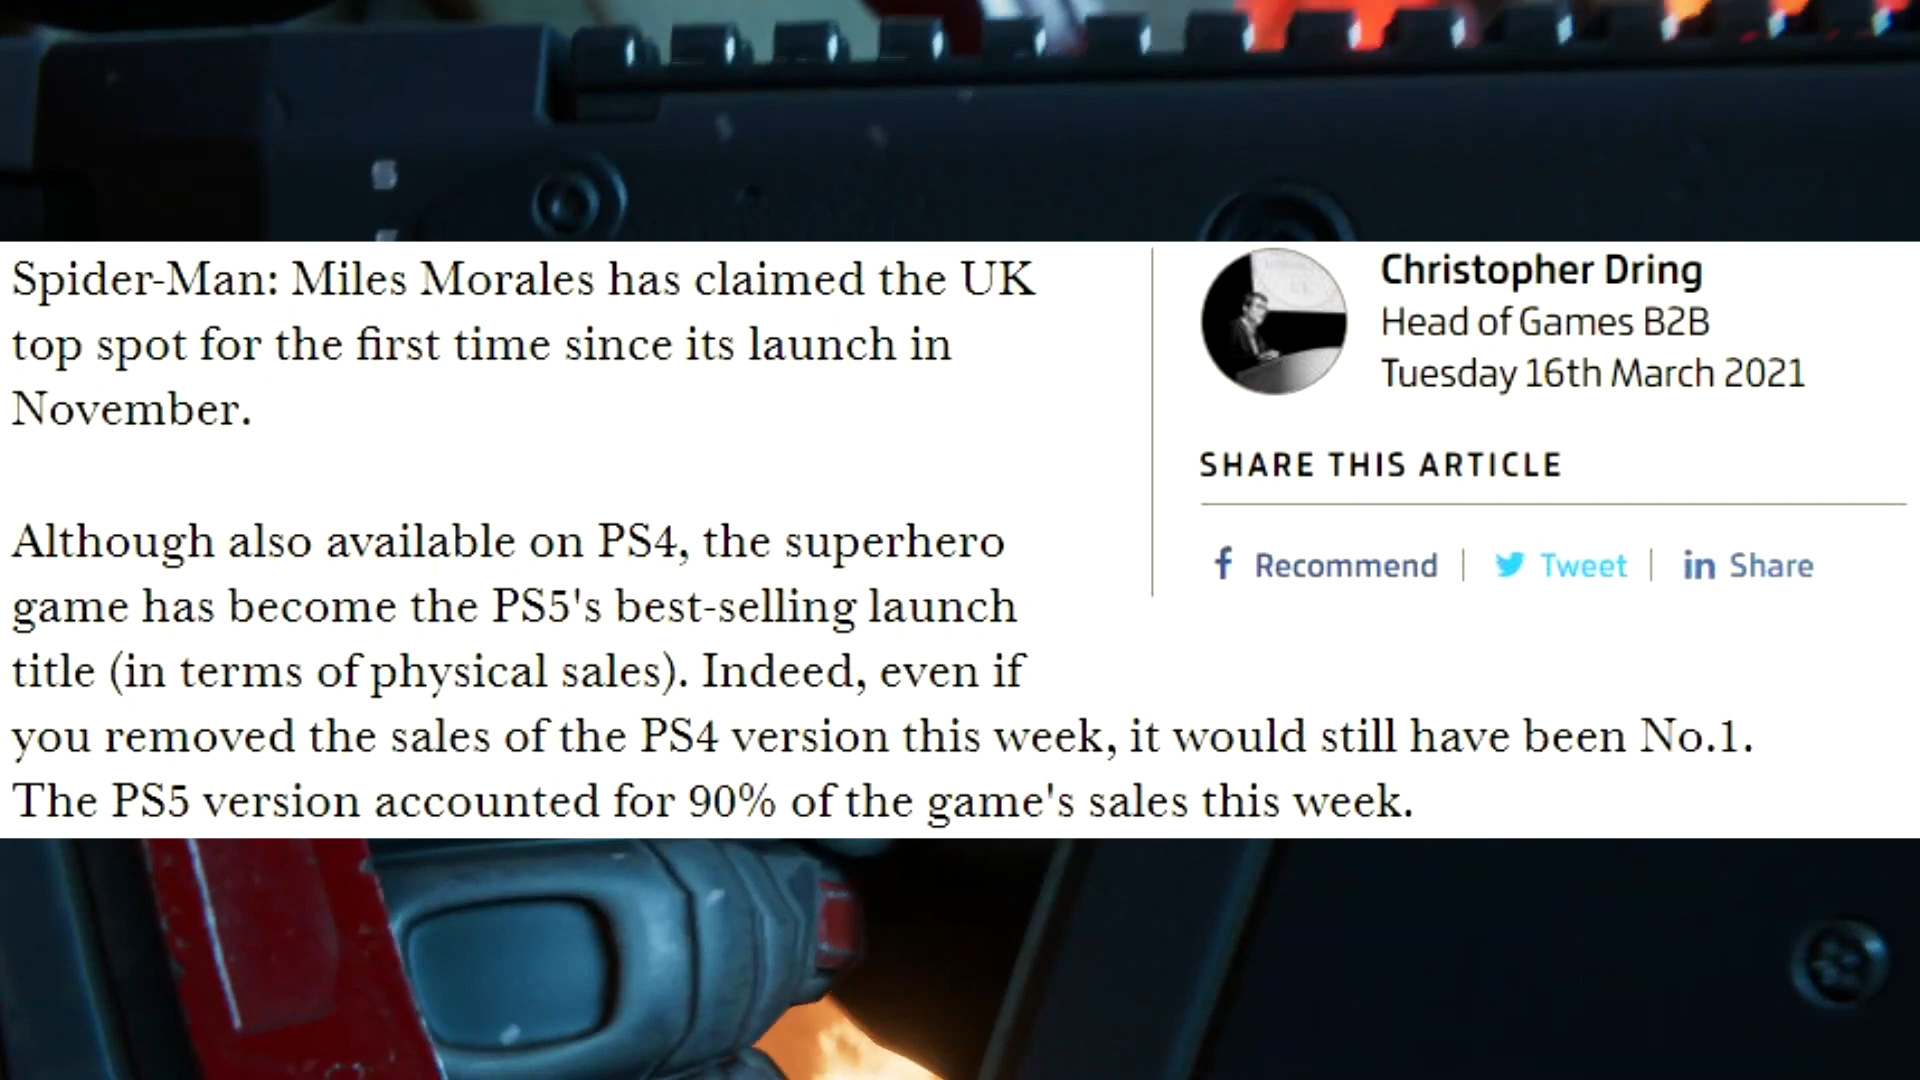 Spider-Man: Miles Morales has claimed the UK
top spot for the first time since its launch in
November.
Although also available on PS4, the superhero
game has become the PS5's best-selling launch
title (in terms of physical sales). Indeed, even if
you removed the sales of the PS4 version this week, it would still have been No.1.
The PS5 version accounted for 90% of the game's sales this week.
Christopher Dring
Head of Games B2B
Tuesday 16th March 2021
SHARE THIS ARTICLE
Recommend | Tweet | in Share